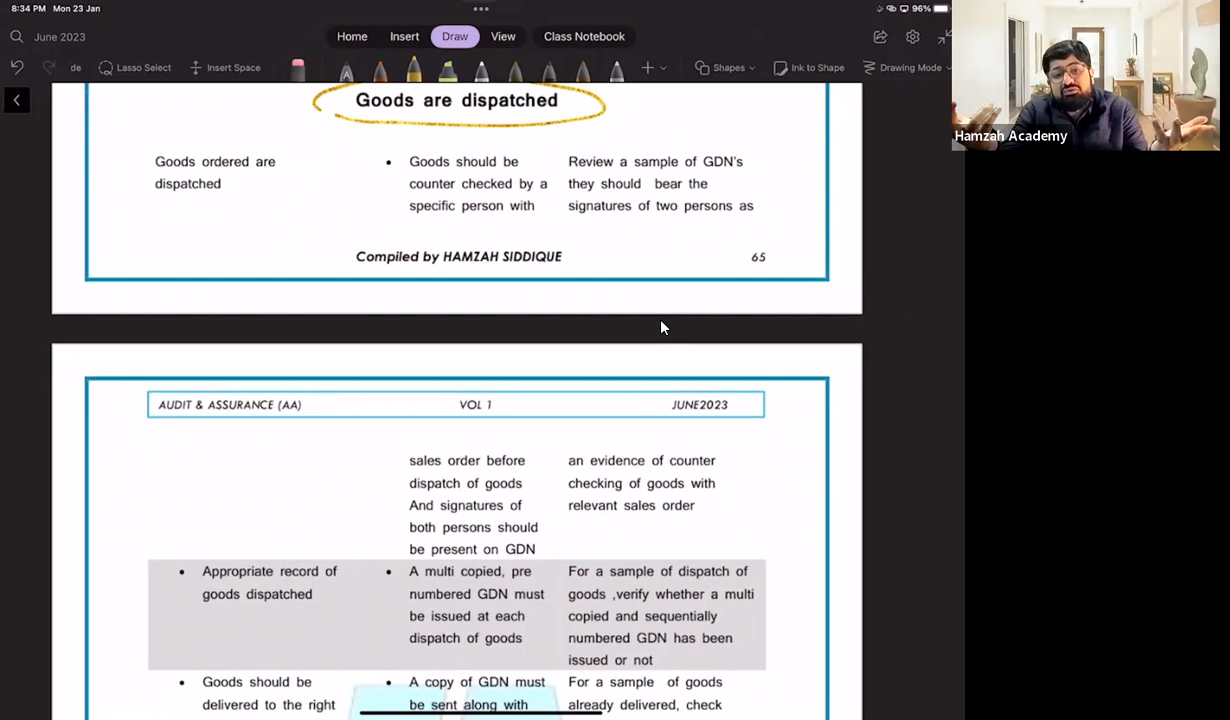 8:34 PM Mon 23 Jan
96%
June 2023
Home Insert Draw View Class Notebook
de Lasso Select Insert Space Shapes Ink to Shape Drawing Mode
Hamzah Academy
Goods are dispatched
Goods ordered are • Goods should be Review a sample of GDN's
dispatched counter checked by a they should bear the
specific person with signatures of two persons as
Compiled by HAMZAH SIDDIQUE 65
AUDIT & ASSURANCE (AA) VOL 1 JUNE2023
sales order before an evidence of counter
dispatch of goods checking of goods with
And signatures of relevant sales order
both persons should
be present on GDN
• Appropriate record of • A multi copied, pre For a sample of dispatch of
goods dispatched numbered GDN must goods ,verify whether a multi
be issued at each copied and sequentially
dispatch of goods numbered GDN has been
issued or not
• Goods should be • A copy of GDN must For a sample of goods
delivered to the right be sent along with already delivered, check